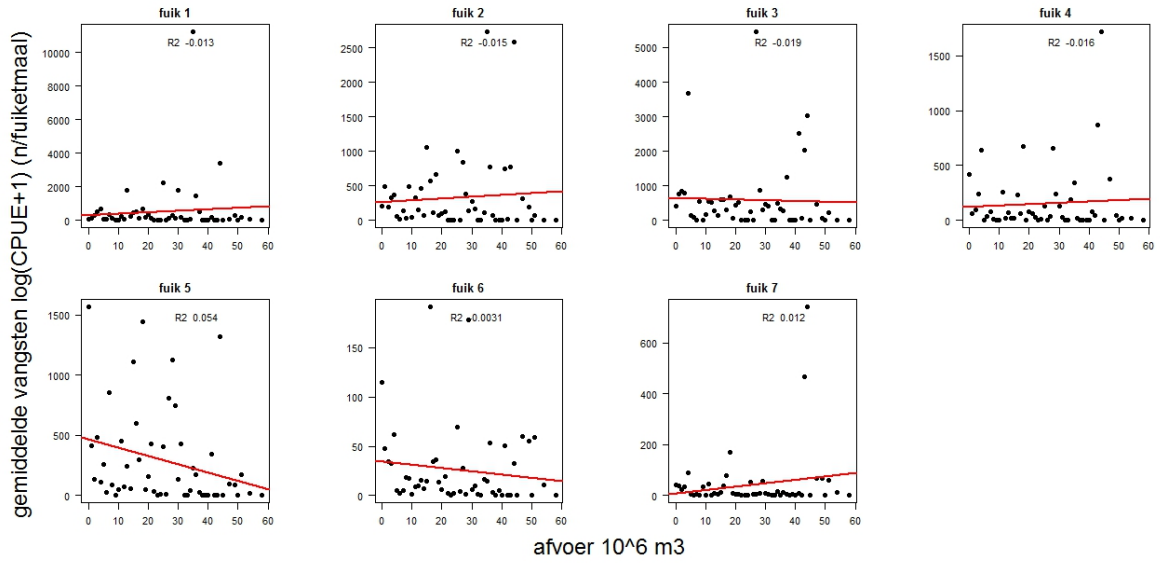 fuik 1
R2 -0.013
10000
8000
6000
4000
2000
0
0 10 20 30 40 50 60
fuik 2
R2 -0.015
2500
2000
1500
1000
500
0
0 10 20 30 40 50 60
fuik 3
R2 -0.019
5000
4000
3000
2000
1000
0
0 10 20 30 40 50 60
fuik 4
R2 -0.016
1500
1000
500
0
0 10 20 30 40 50 60
gemiddelde vangsten log(CPUE+1) (n/fuiketmaal)
fuik 5
R2 0.054
1500
1000
500
0
0 10 20 30 40 50 60
fuik 6
R2 0.0031
150
100
50
0
0 10 20 30 40 50 60
fuik 7
R2 0.012
600
400
200
0
0 10 20 30 40 50 60
afvoer 10^6 m3